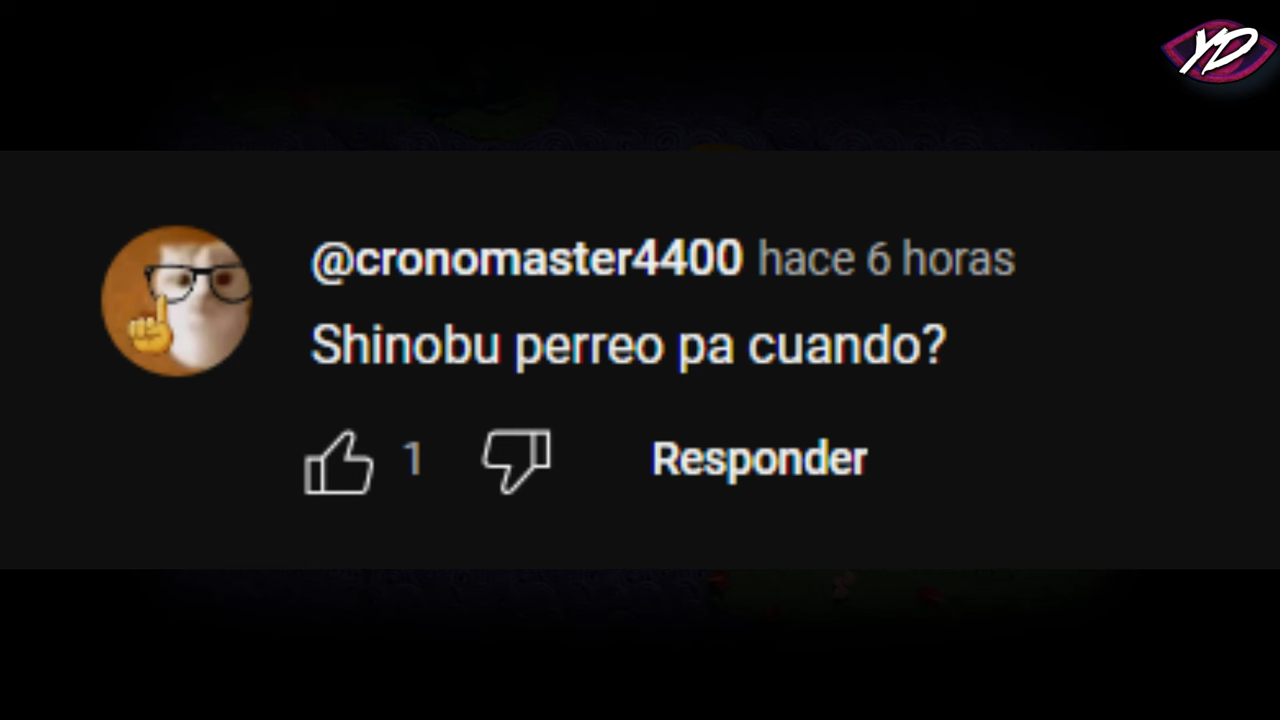 YD
@cronomaster4400 hace 6 horas
Shinobu perreo pa cuando?
1
Responder